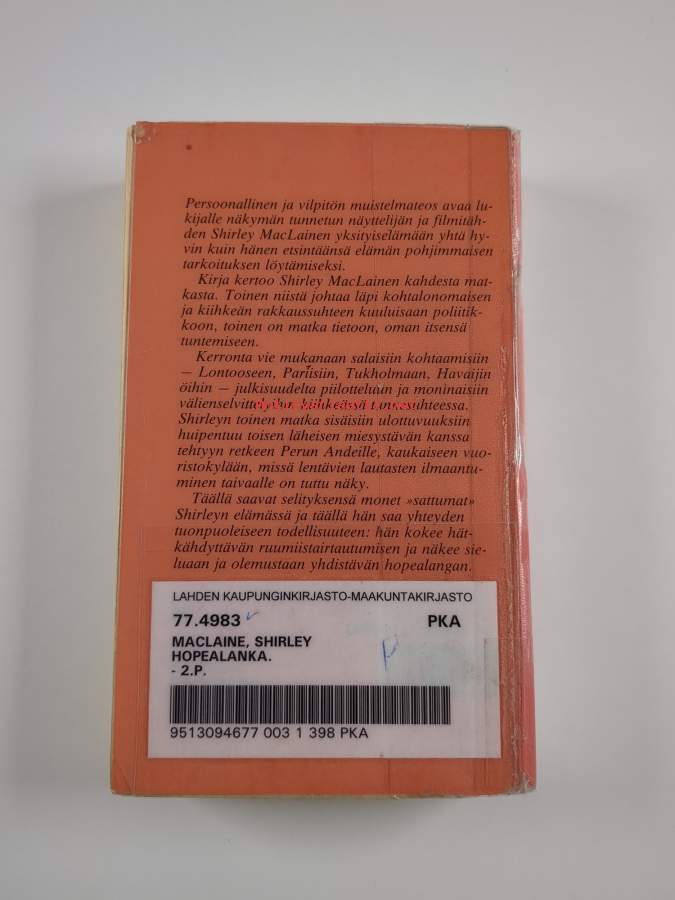 Persoonallinen ja vilpitön muistelmateos avaa lu-
kijalle näkymän tunnetun näyttelijän ja filmitäh-
den Shirley MacLainen yksityiselämään yhtä hy-
vin kuin hänen etsintäänsä elämän pohjimmaisen
tarkoituksen löytämiseksi.
Kirja kertoo Shirley MacLainen kahdesta mat-
kasta. Toinen niistä johtaa läpi kohtalonomaisen
ja kiihkeän rakkaussuhteen kuuluisaan poliitik-
koon, toinen on matka tietoon, oman itsensä
tuntemiseen.
Kerronta vie mukanaan salaisiin kohtaamisiin
— Lontooseen, Pariisiin, Tukholmaan, Havaijin
öihin — julkisuudelta piilotteluun ja moninaisiin
välienselvittelyihin kiihkeässä
Shirleyn toinen matka sisäisiin ulottuvuuksiin
huipentuu toisen läheisen miesystävän kanssa
tehtyyn retkeen Perun Andeille, kaukaiseen vuo-
ristokylään, missä lentävien lautasten ilmaantu-
minen taivaalle on tuttu näky.
Täällä saavat selityksensä monet »sattumat»
Shirleyn elämässä ja täällä hän saa yhteyden
tuonpuoleiseen todellisuuteen: hän kokee hät-
kähdyttävän ruumiistairtautumisen ja näkee sie-
luaan ja olemustaan yhdistävän hopealangan.
LAHDEN KAUPUNGINKIRJASTO-MAAKUNTAKIRJASTO
77.4983 PKA
MACLAINE, SHIRLEY
HOPEALANKA.
- 2.P.
P
9513094677 003 1 398 PKA